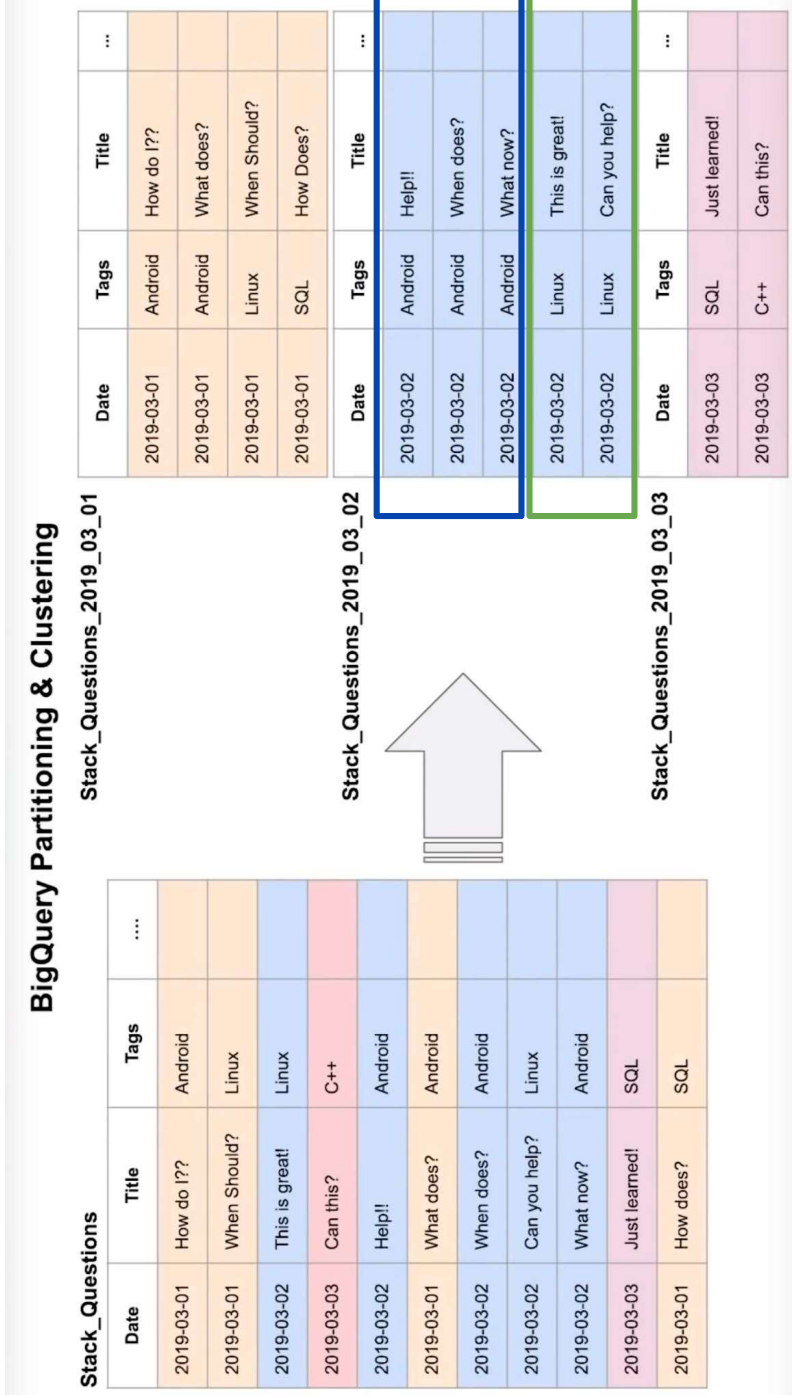 BigQuery Partitioning & Clustering
Stack_Questions
Date Title Tags ....
2019-03-01 How do I?? Android
2019-03-01 When Should? Linux
2019-03-02 This is great! Linux
2019-03-03 Can this? C++
2019-03-02 Help!! Android
2019-03-01 What does? Android
2019-03-02 When does? Android
2019-03-02 Can you help? Linux
2019-03-02 What now? Android
2019-03-03 Just learned! SQL
2019-03-01 How does? SQL
Stack_Questions_2019_03_01
Date Tags Title ...
2019-03-01 Android How do I??
2019-03-01 Android What does?
2019-03-01 Linux When Should?
2019-03-01 SQL How Does?
Stack_Questions_2019_03_02
Date Tags Title ...
2019-03-02 Android Help!!
2019-03-02 Android When does?
2019-03-02 Android What now?
2019-03-02 Linux This is great!
2019-03-02 Linux Can you help?
Stack_Questions_2019_03_03
Date Tags Title ...
2019-03-03 SQL Just learned!
2019-03-03 C++ Can this?